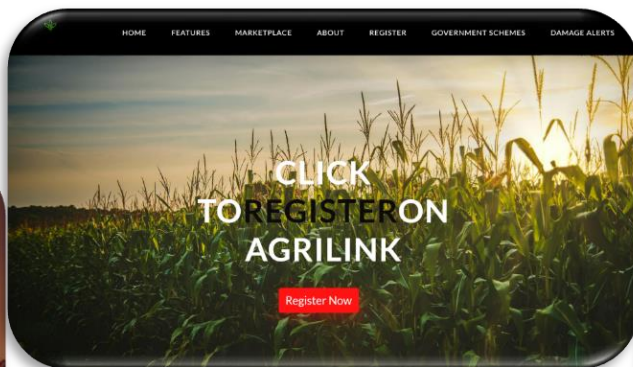 HOME FEATURES MARKETPLACE ABOUT REGISTER GOVERNMENT SCHEMES DAMAGE ALERTS
CLICK
TOREGISTERON
AGRILINK
Register Now